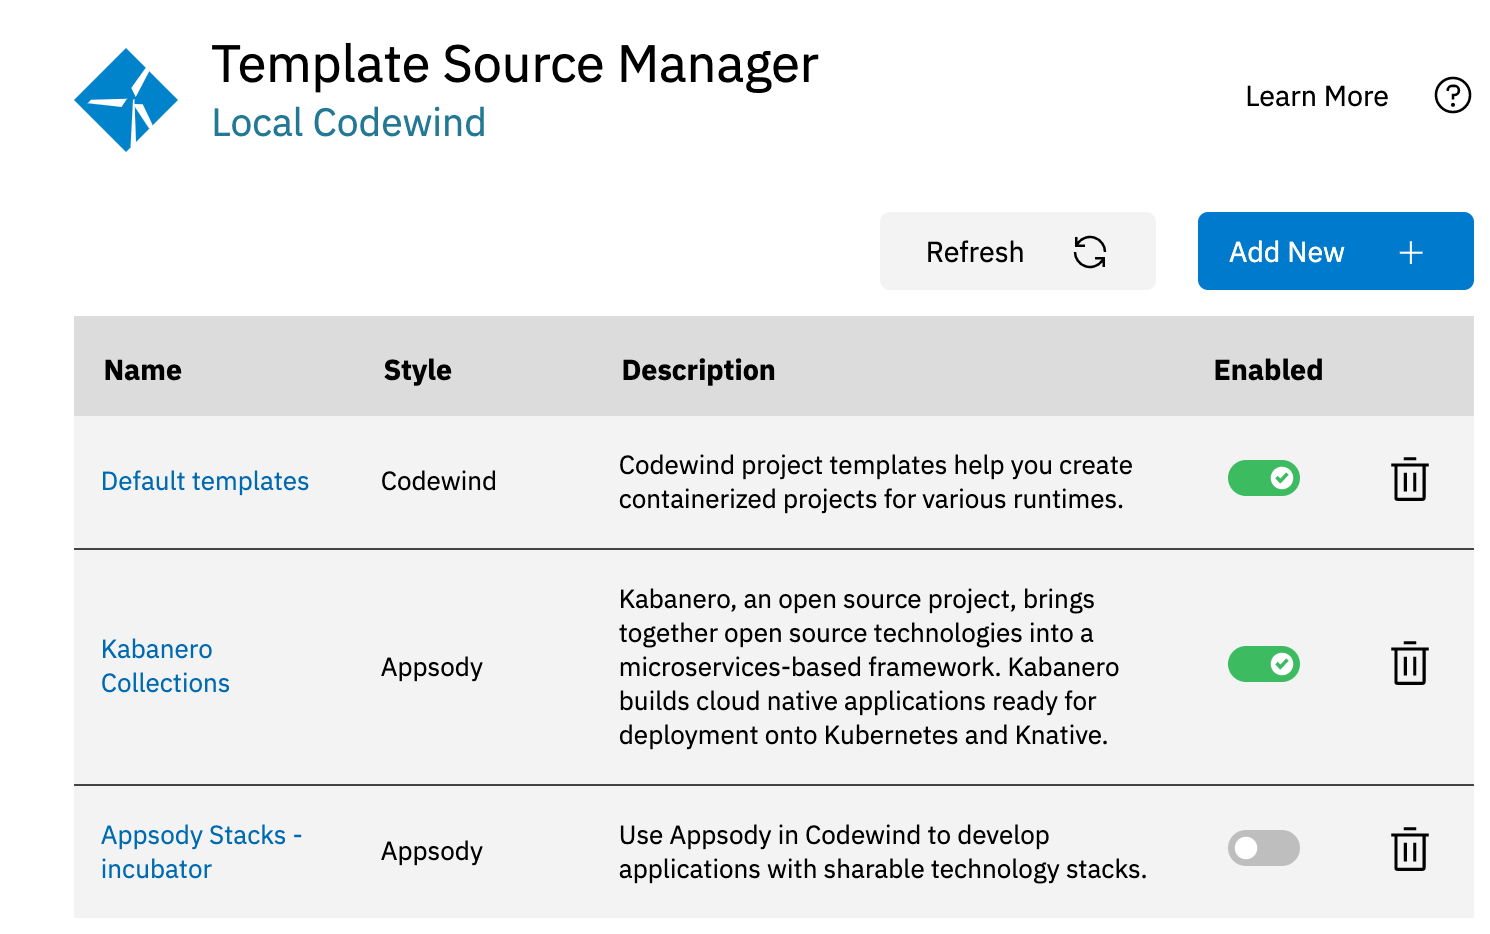 Template Source Manager
Local Codewind
Learn More
Refresh
Add New
Name Style Description Enabled
Default templates
Codewind
Codewind project templates help you create
containerized projects for various runtimes.
Kabanero
Collections
Appsody
Kabanero, an open source project, brings
together open source technologies into a
microservices-based framework. Kabanero
builds cloud native applications ready for
deployment onto Kubernetes and Knative.
Appsody Stacks -
incubator
Appsody
Use Appsody in Codewind to develop
applications with sharable technology stacks.